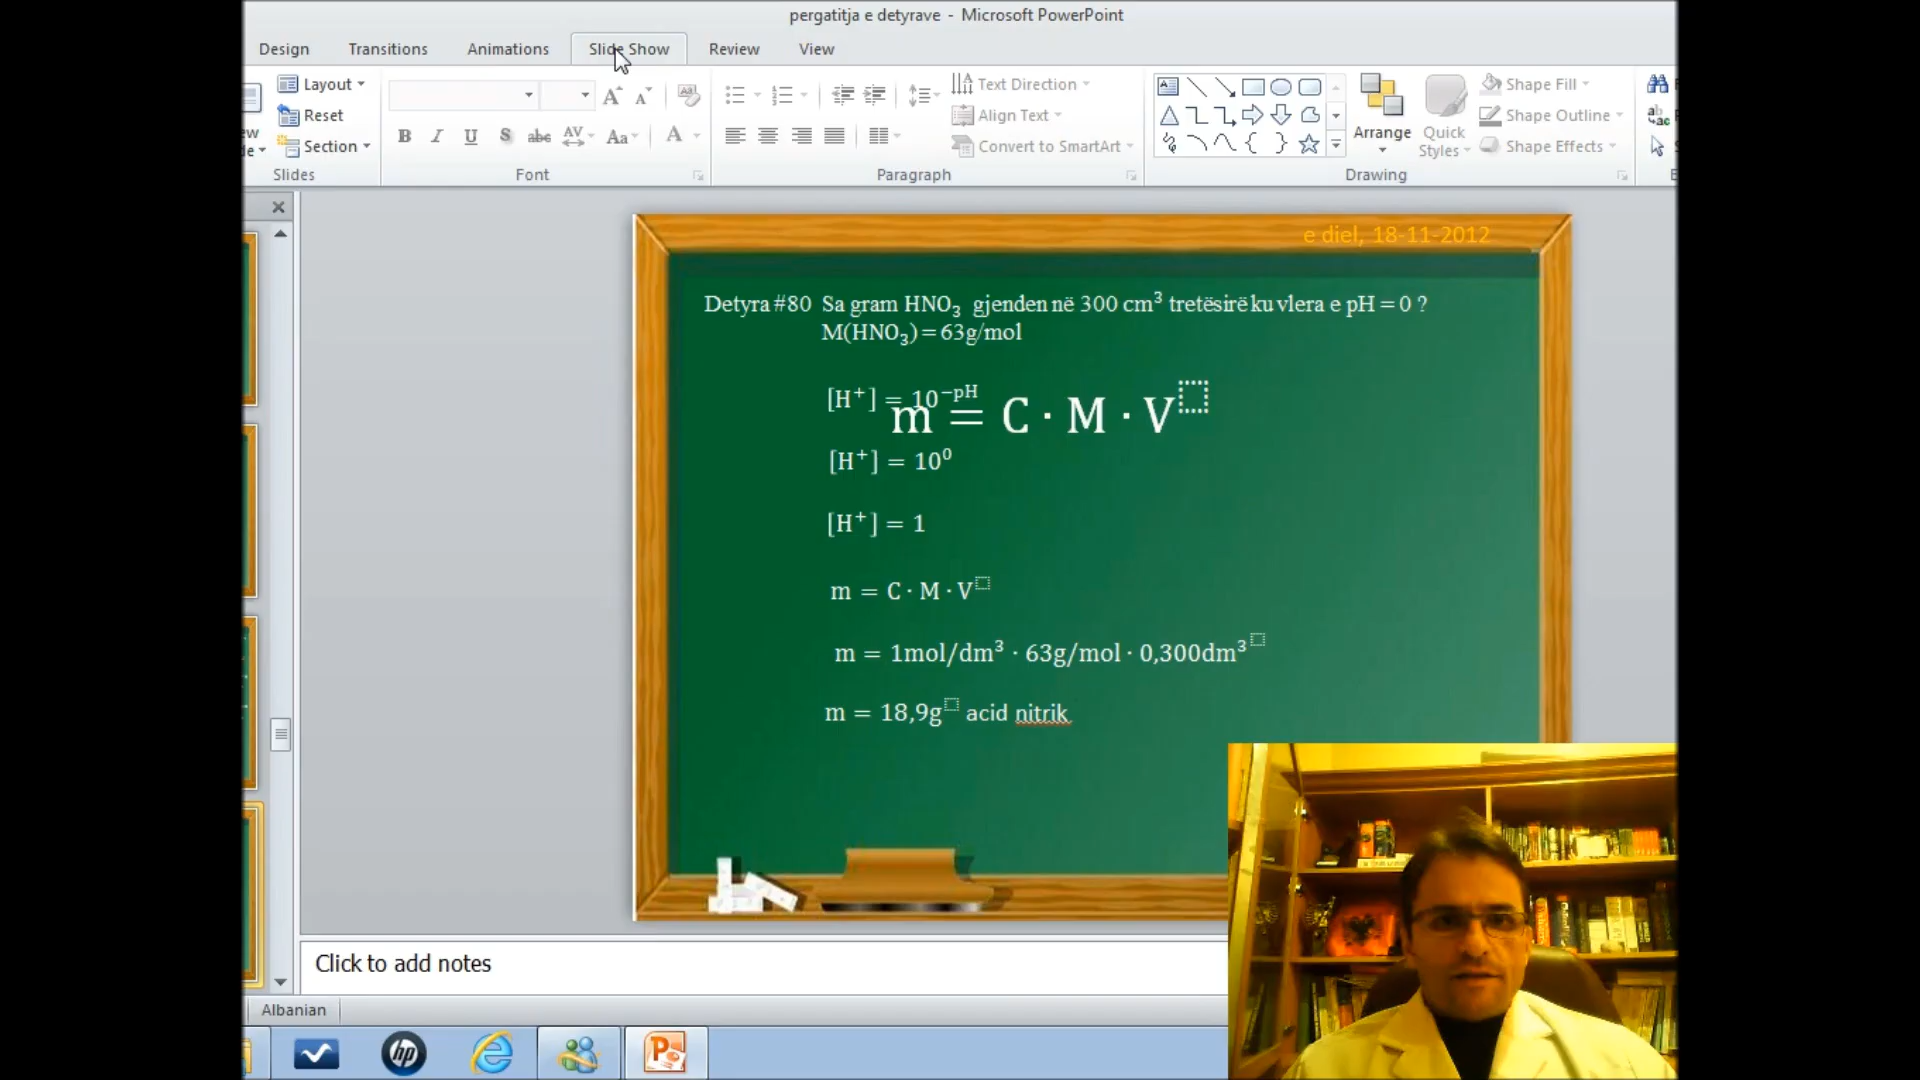 pergatitja e detyrave - Microsoft PowerPoint
Design Transitions Animations Slide Show Review View
Layout
Reset
Section
Slides
Font
Text Direction
Align Text
Convert to SmartArt
Paragraph
Arrange
Quick Styles
Shape Fill
Shape Outline
Shape Effects
Drawing
e diel, 18-11-2012
Detyra #80 Sa gram HNO₃ gjenden në 300 cm³ tretësirë ku vlera e pH = 0 ?
M(HNO₃) = 63g/mol
[H⁺] = 10⁻ᵖᴴ
m = C · M · V
[H⁺] = 10⁰
[H⁺] = 1
m = C · M · V
m = 1mol/dm³ · 63g/mol · 0,300dm³
m = 18,9g acid nitrik
Click to add notes
Albanian
hp